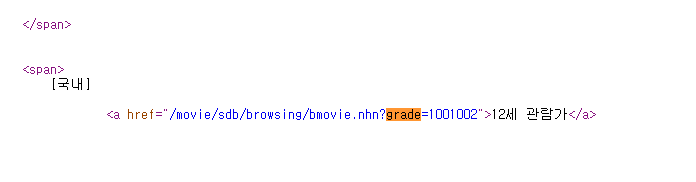 </span>
<span>
[국내]
<a href="/movie/sdb/browsing/bmovie.nhn?grade=1001002">12세 관람가</a>